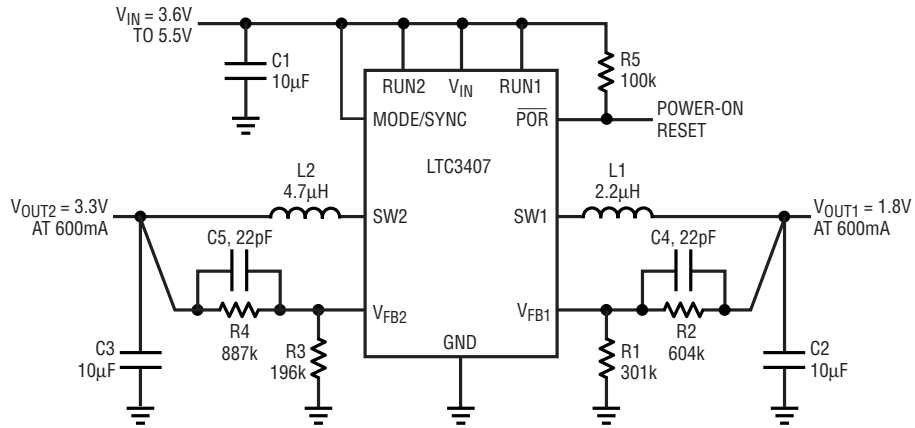 VIN = 3.6V
TO 5.5V
C1
10µF
RUN2
VIN
RUN1
R5
100k
MODE/SYNC
POR
POWER-ON
RESET
LTC3407
L2
4.7µH
L1
2.2µH
VOUT2 = 3.3V
AT 600mA
SW2
SW1
VOUT1 = 1.8V
AT 600mA
C5, 22pF
C4, 22pF
VFB2
VFB1
R4
887k
R2
604k
GND
C3
10µF
R3
196k
R1
301k
C2
10µF